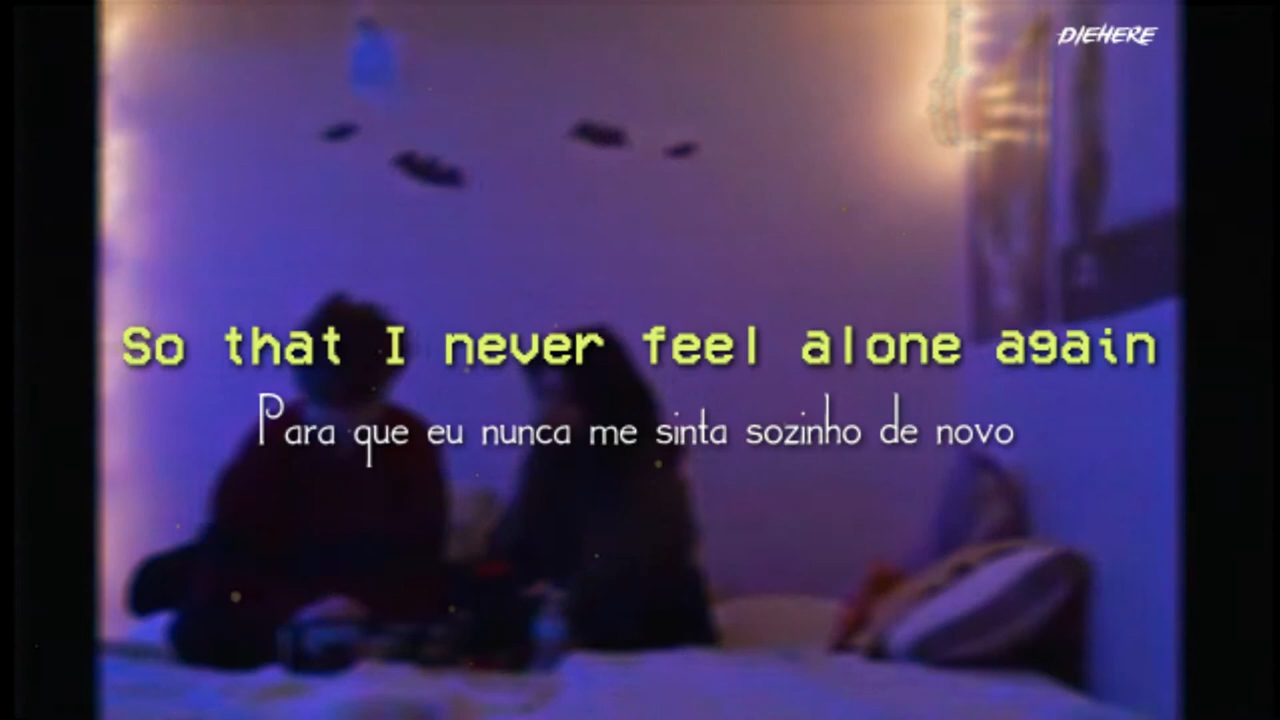 DIEHERE
So that I never feel alone again
Para que eu nunca me sinta sozinho de novo